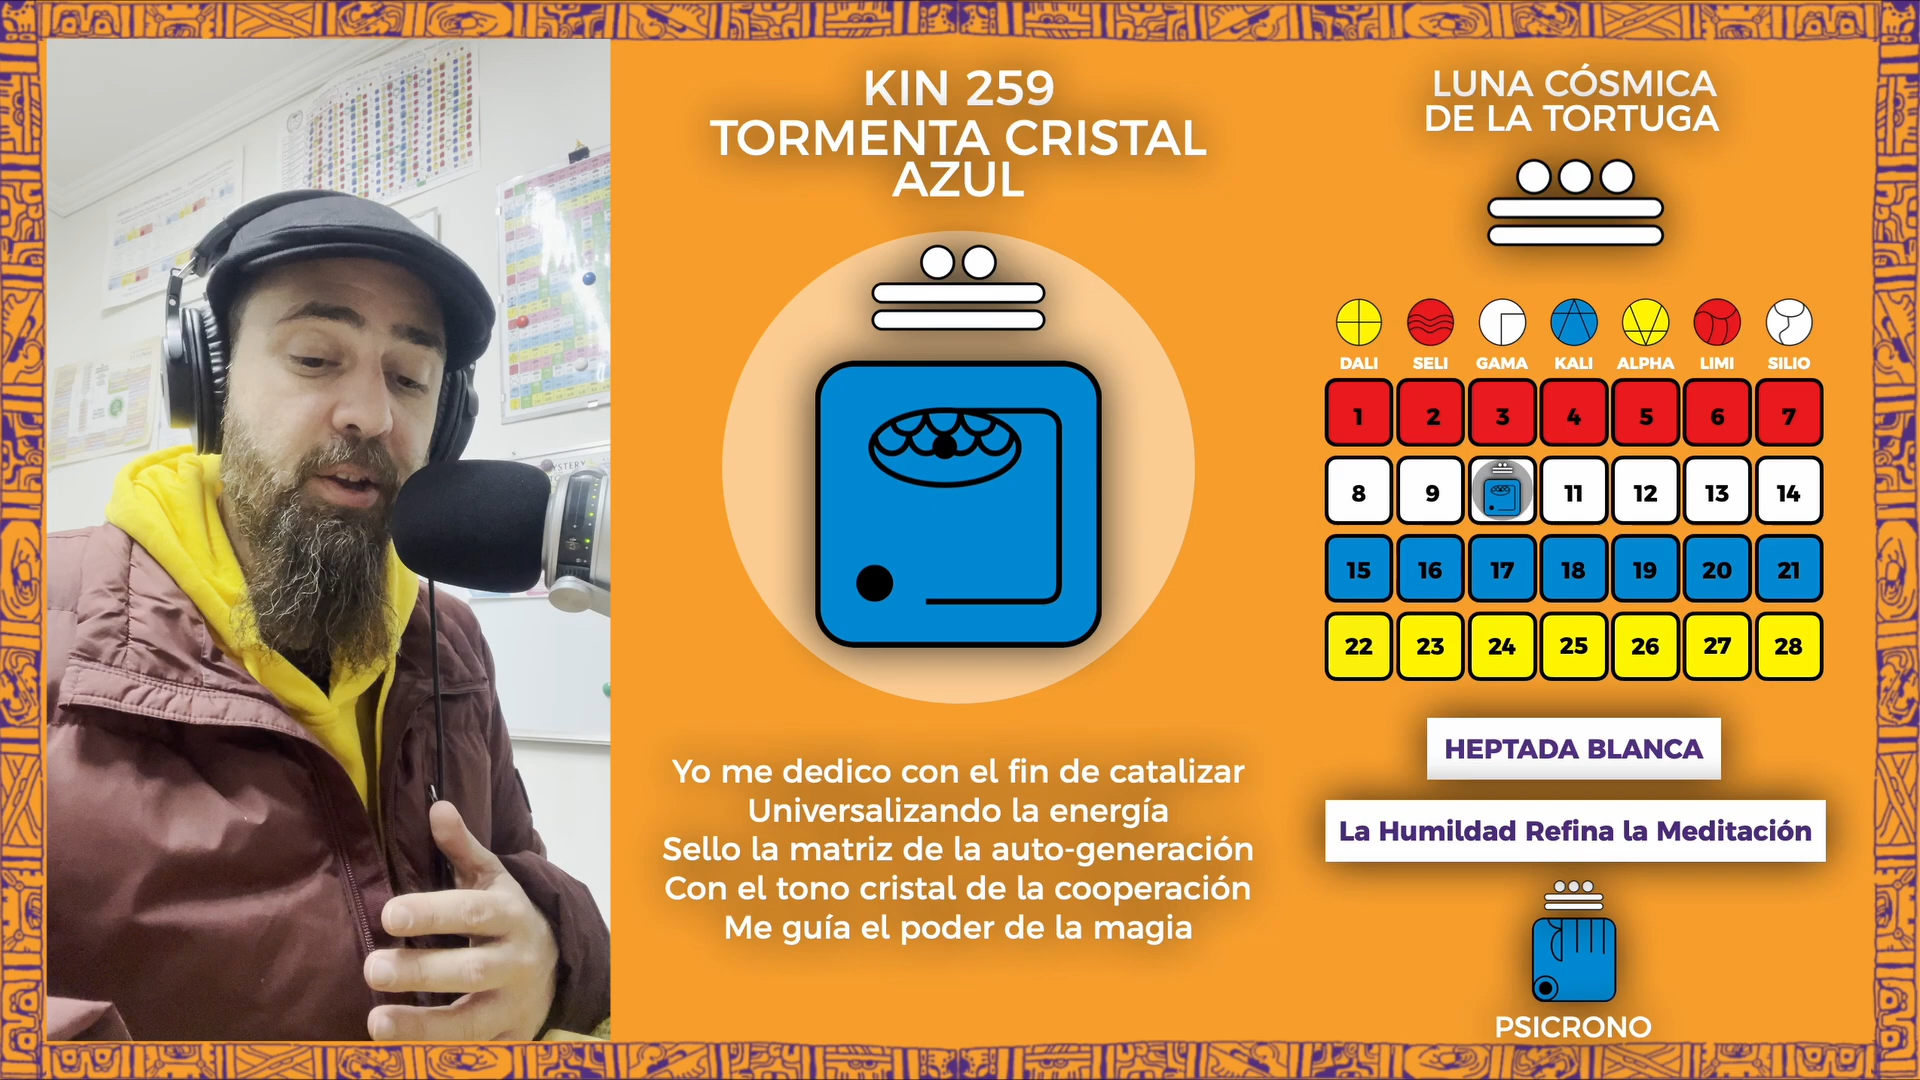 KIN 259
TORMENTA CRISTAL
AZUL
Yo me dedico con el fin de catalizar
Universalizando la energía
Sello la matriz de la auto-generación
Con el tono cristal de la cooperación
Me guía el poder de la magia
LUNA CÓSMICA
DE LA TORTUGA
DALI SELI GAMA KALI ALPHA LIMI SILIO
1 2 3 4 5 6 7
8 9 11 12 13 14
15 16 17 18 19 20 21
22 23 24 25 26 27 28
HEPTADA BLANCA
La Humildad Refina la Meditación
PSICRONO